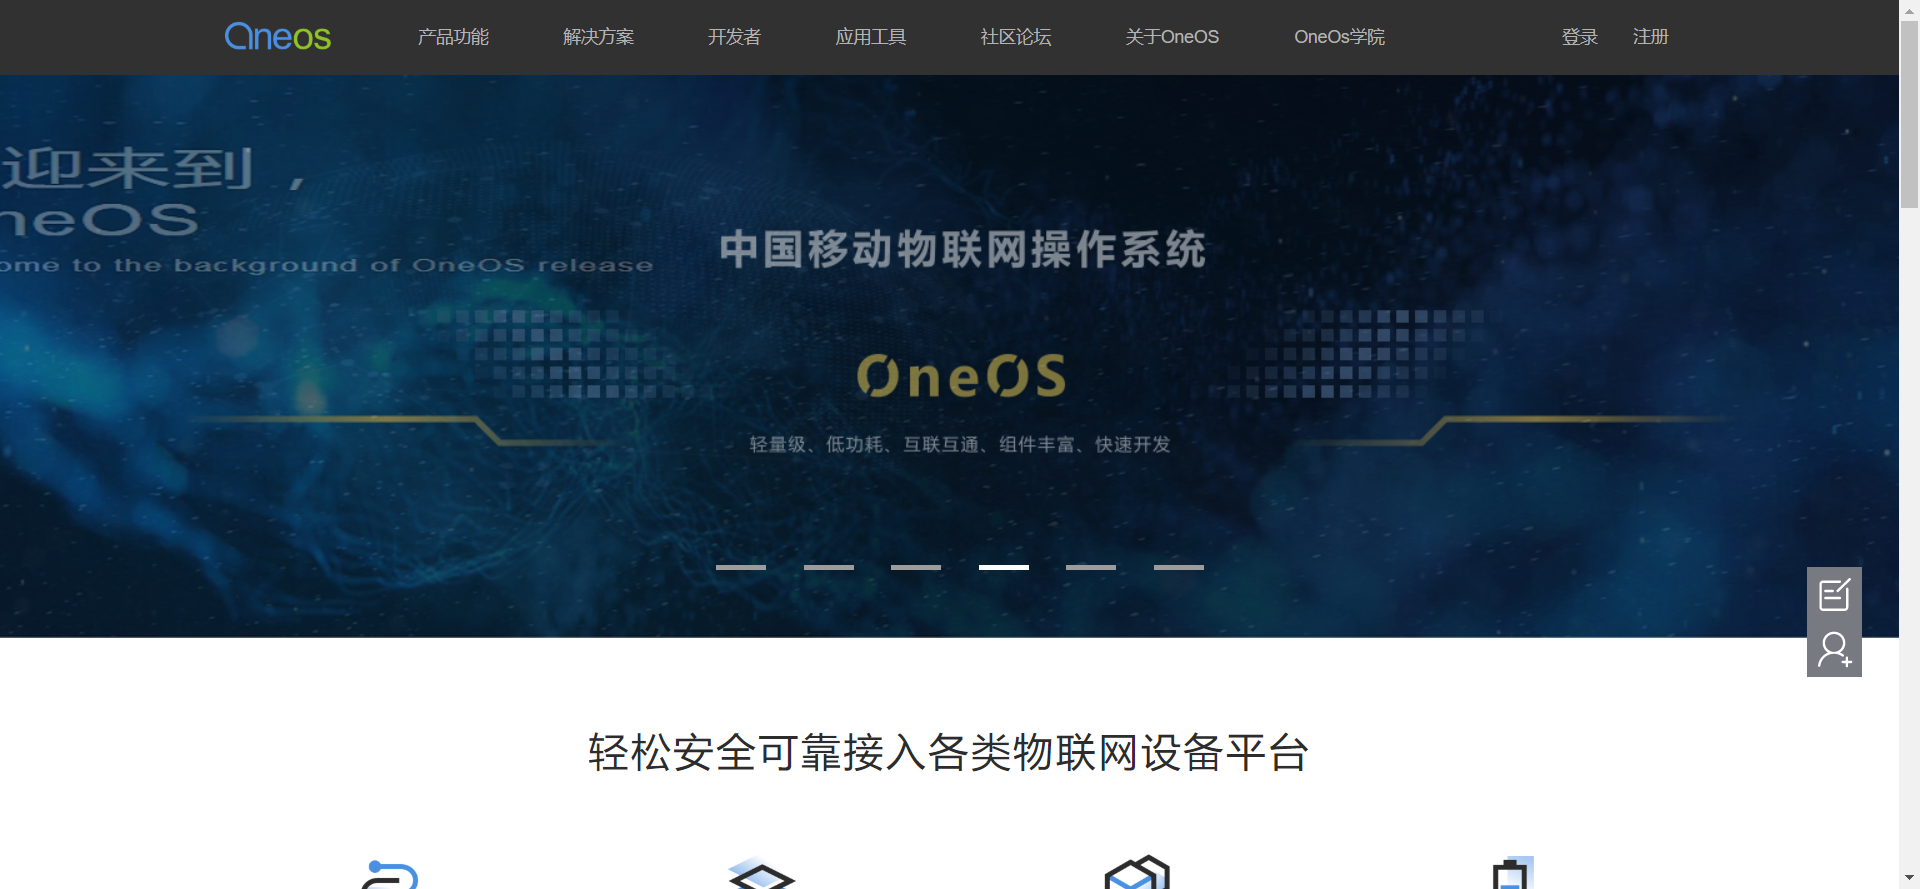 Oneos
产品功能
解决方案
开发者
应用工具
社区论坛
关于OneOS
OneOs学院
登录
注册
迎来到，
neOS
ome to the background of OneOS release
中国移动物联网操作系统
OneOS
轻量级、低功耗、互联互通、组件丰富、快速开发
轻松安全可靠接入各类物联网设备平台